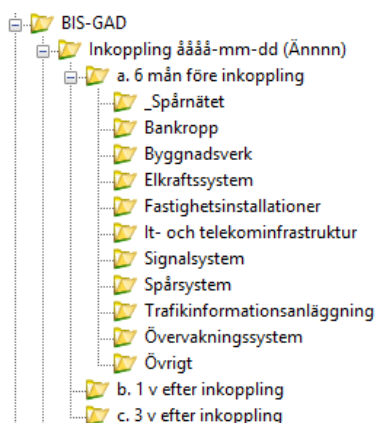 BIS-GAD
Inkoppling åååå-mm-dd (Ännnn)
a. 6 mån före inkoppling
_Spårnätet
Bankropp
Byggnadsverk
Elkraftssystem
Fastighetsinstallationer
It- och telekominfrastruktur
Signalsystem
Spårsystem
Trafikinformationsanläggning
Övervakningssystem
Övrigt
b. 1 v efter inkoppling
c. 3 v efter inkoppling